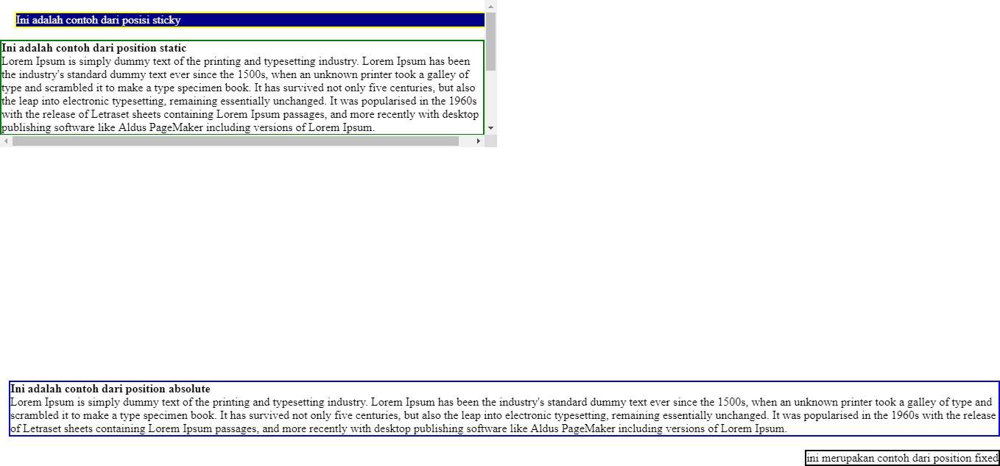 Ini adalah contoh dari posisi sticky
Ini adalah contoh dari position static
Lorem Ipsum is simply dummy text of the printing and typesetting industry. Lorem Ipsum has been
the industry's standard dummy text ever since the 1500s, when an unknown printer took a galley of
type and scrambled it to make a type specimen book. It has survived not only five centuries, but also
the leap into electronic typesetting, remaining essentially unchanged. It was popularised in the 1960s
with the release of Letraset sheets containing Lorem Ipsum passages, and more recently with desktop
publishing software like Aldus PageMaker including versions of Lorem Ipsum.
Ini adalah contoh dari position absolute
Lorem Ipsum is simply dummy text of the printing and typesetting industry. Lorem Ipsum has been the industry's standard dummy text ever since the 1500s, when an unknown printer took a galley of type and
scrambled it to make a type specimen book. It has survived not only five centuries, but also the leap into electronic typesetting, remaining essentially unchanged. It was popularised in the 1960s with the release
of Letraset sheets containing Lorem Ipsum passages, and more recently with desktop publishing software like Aldus PageMaker including versions of Lorem Ipsum.
ini merupakan contoh dari position fixed